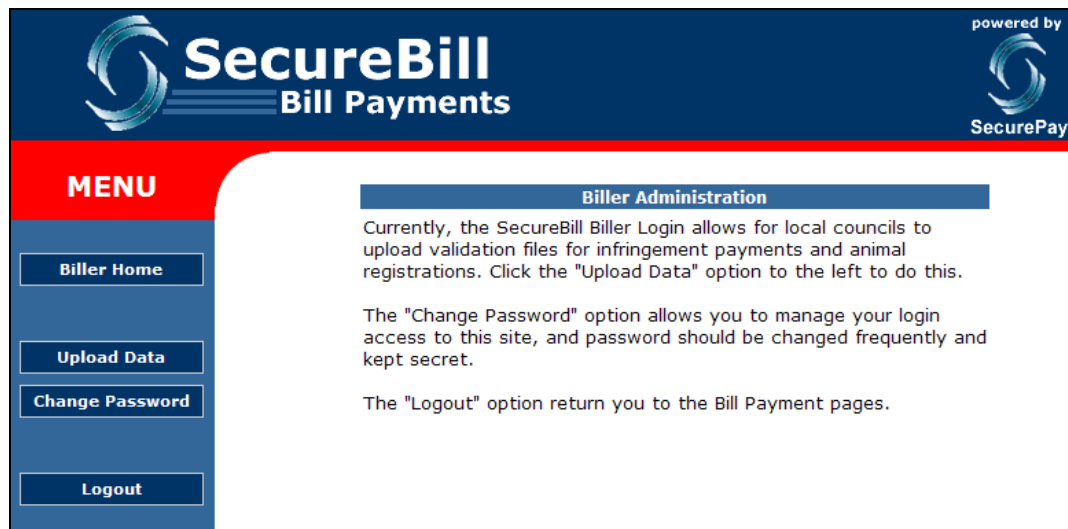 SecureBill
Bill Payments
powered by
SecurePay
MENU
Biller Home
Upload Data
Change Password
Logout
Biller Administration
Currently, the SecureBill Biller Login allows for local councils to
upload validation files for infringement payments and animal
registrations. Click the "Upload Data" option to the left to do this.
The "Change Password" option allows you to manage your login
access to this site, and password should be changed frequently and
kept secret.
The "Logout" option return you to the Bill Payment pages.